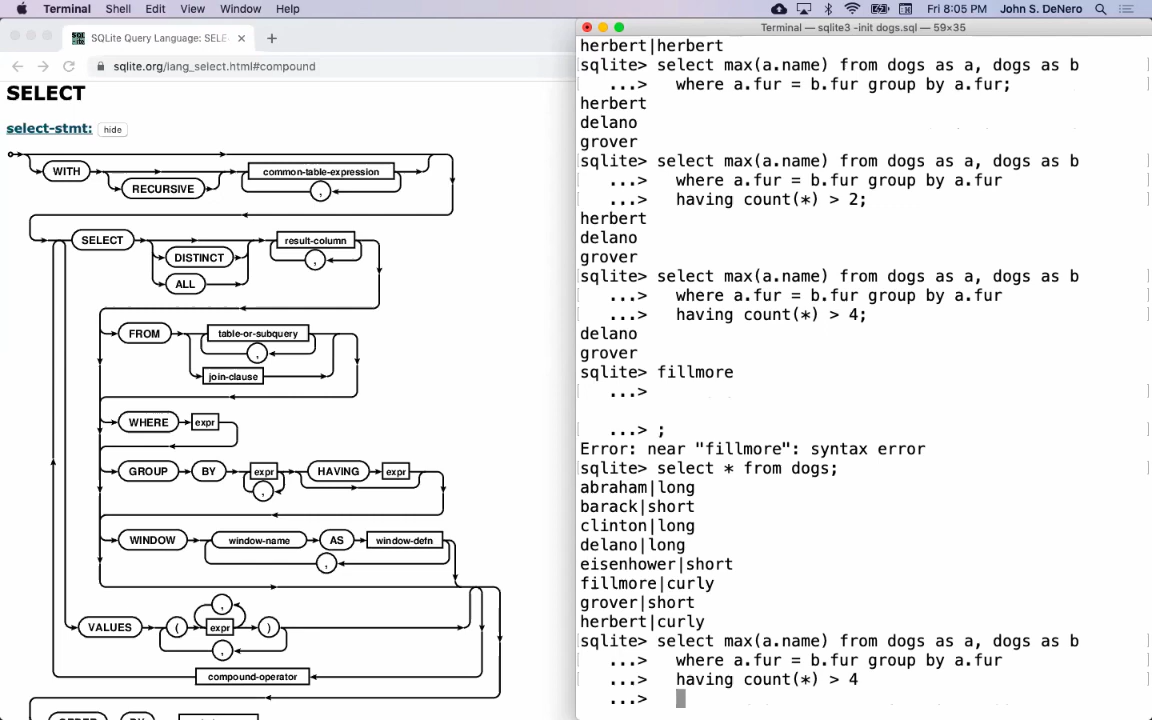 Terminal Shell Edit View Window Help Fri 8:05 PM John S. DeNero
SQLite Query Language: SELE
sqlite.org/lang_select.html#compound
SELECT
select-stmt: hide
WITH
RECURSIVE
common-table-expression
,
SELECT
DISTINCT
ALL
result-column
,
FROM
table-or-subquery
,
join-clause
WHERE expr
GROUP BY expr HAVING expr
,
WINDOW window-name AS window-defn
,
,
VALUES ( expr )
,
compound-operator
ORDER BY
Terminal — sqlite3 -init dogs.sql — 59×35
herbert|herbert
sqlite> select max(a.name) from dogs as a, dogs as b
...> where a.fur = b.fur group by a.fur;
herbert
delano
grover
sqlite> select max(a.name) from dogs as a, dogs as b
...> where a.fur = b.fur group by a.fur
...> having count(*) > 2;
herbert
delano
grover
sqlite> select max(a.name) from dogs as a, dogs as b
...> where a.fur = b.fur group by a.fur
...> having count(*) > 4;
delano
grover
sqlite> fillmore
...>
...> ;
Error: near "fillmore": syntax error
sqlite> select * from dogs;
abraham|long
barack|short
clinton|long
delano|long
eisenhower|short
fillmore|curly
grover|short
herbert|curly
sqlite> select max(a.name) from dogs as a, dogs as b
...> where a.fur = b.fur group by a.fur
...> having count(*) > 4
...>